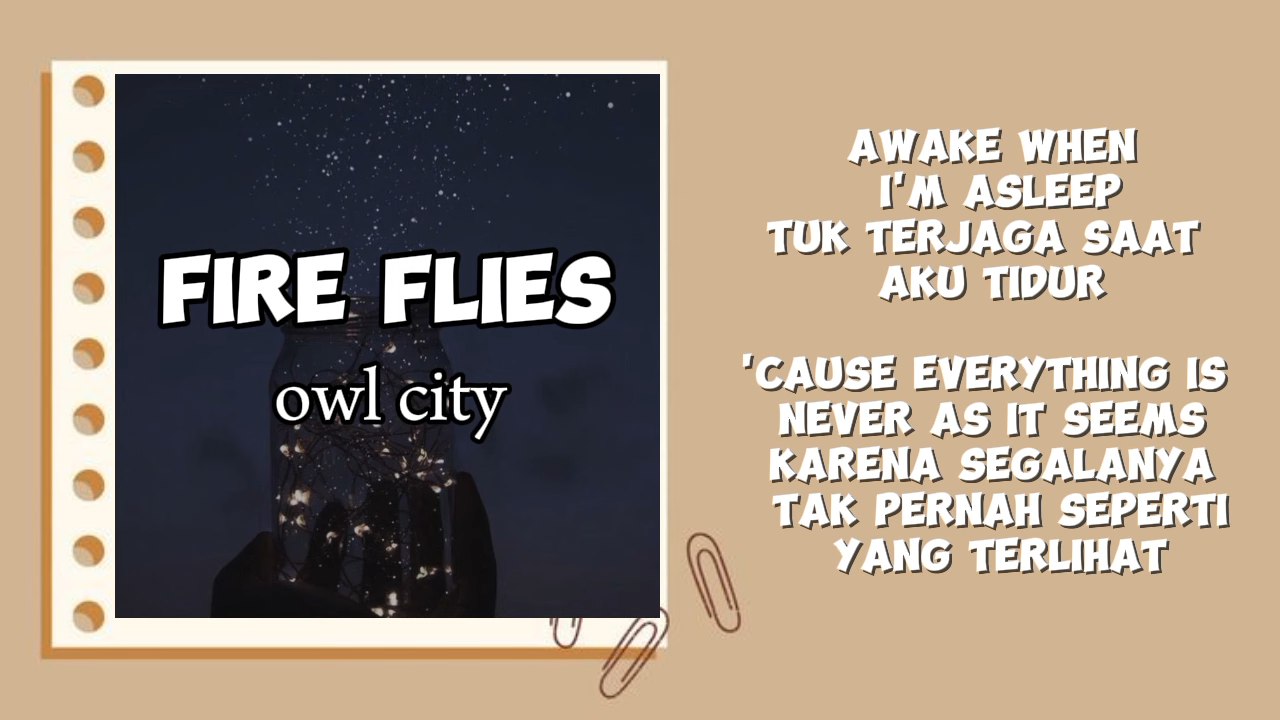 FIRE FLIES
owl city
AWAKE WHEN
I'M ASLEEP
TUK TERJAGA SAAT
AKU TIDUR
'CAUSE EVERYTHING IS
NEVER AS IT SEEMS
KARENA SEGALANYA
TAK PERNAH SEPERTI
YANG TERLIHAT